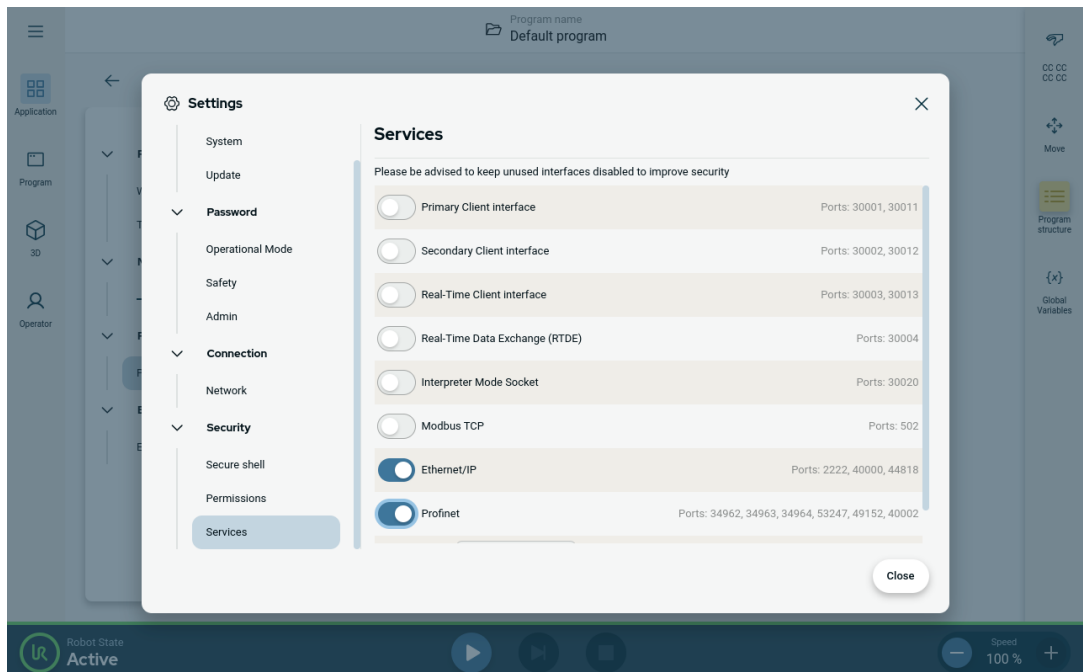 Program name
Default program
Application
Program
3D
Operator
Settings
System
Update
Password
Operational Mode
Safety
Admin
Connection
Network
Security
Secure shell
Permissions
Services
Services
Please be advised to keep unused interfaces disabled to improve security
Primary Client interface Ports: 30001, 30011
Secondary Client interface Ports: 30002, 30012
Real-Time Client interface Ports: 30003, 30013
Real-Time Data Exchange (RTDE) Ports: 30004
Interpreter Mode Socket Ports: 30020
Modbus TCP Ports: 502
Ethernet/IP Ports: 2222, 40000, 44818
Profinet Ports: 34962, 34963, 34964, 53247, 49152, 40002
Close
CC CC
CC CC
Move
Program
structure
{x}
Global
Variables
UR
Robot State
Active
Speed
100 %